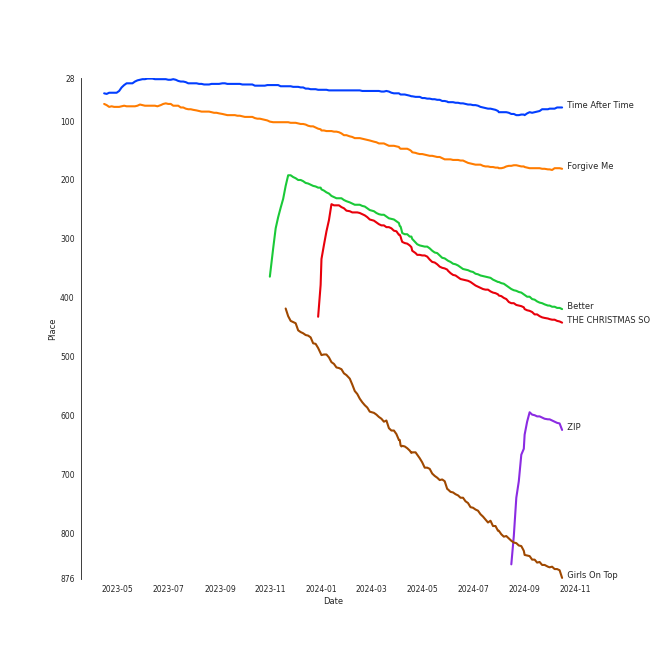 28
100
200
300
400
500
600
700
800
876
Place
2023-05
2023-07
2023-09
2023-11
2024-01
2024-03
2024-05
2024-07
2024-09
2024-11
Date
Time After Time
Forgive Me
Better
THE CHRISTMAS SO
ZIP
Girls On Top